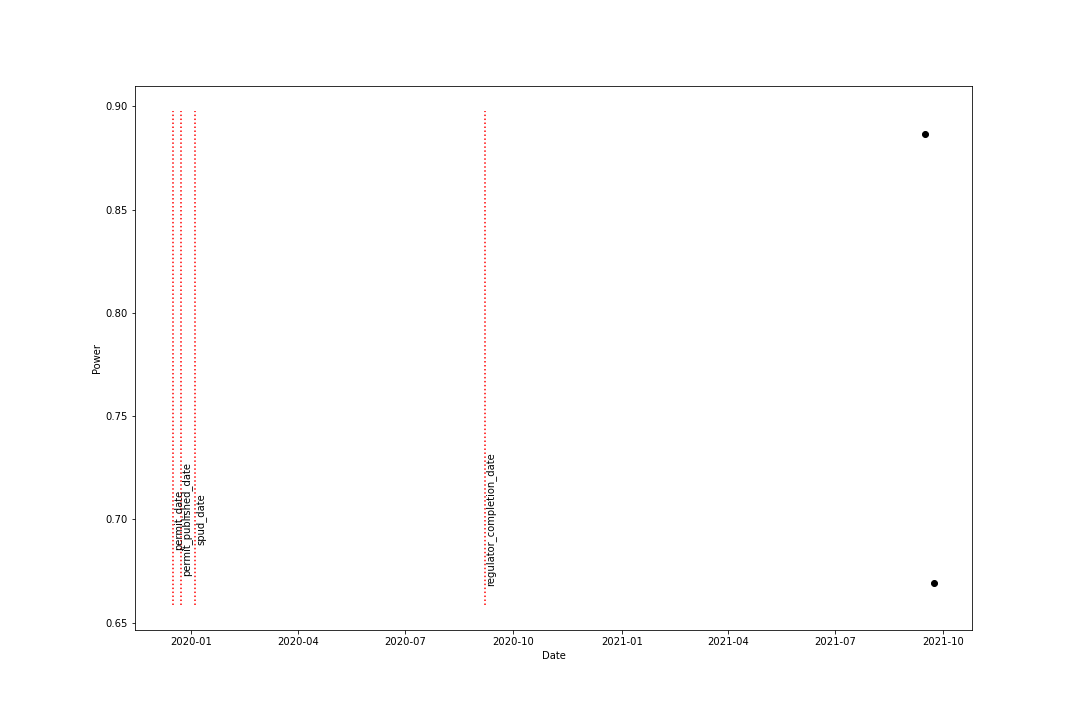 0.90
0.85
0.80
0.75
0.70
0.65
Power
permit_date
permit_published_date
spud_date
regulator_completion_date
2020-01
2020-04
2020-07
2020-10
2021-01
2021-04
2021-07
2021-10
Date